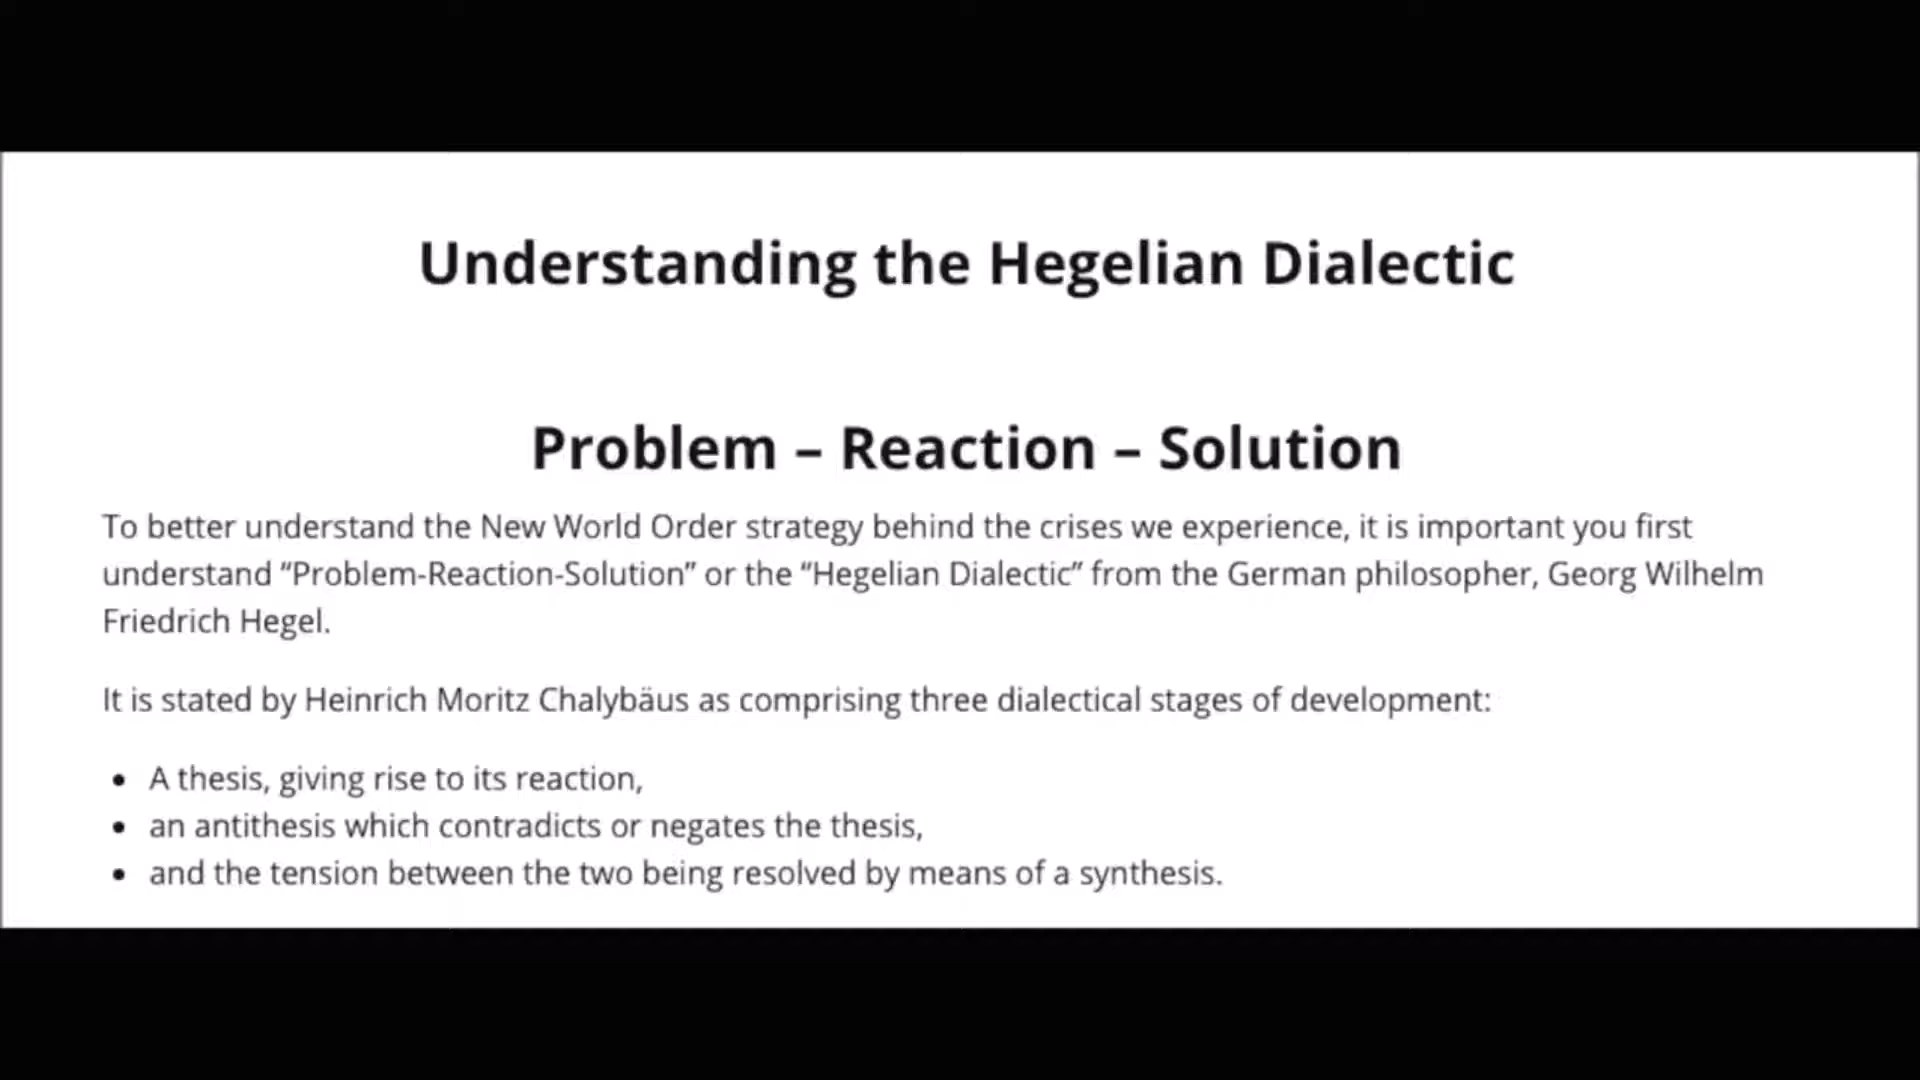 Understanding the Hegelian Dialectic
Problem – Reaction – Solution
To better understand the New World Order strategy behind the crises we experience, it is important you first
understand “Problem-Reaction-Solution” or the “Hegelian Dialectic” from the German philosopher, Georg Wilhelm
Friedrich Hegel.
It is stated by Heinrich Moritz Chalybäus as comprising three dialectical stages of development:
• A thesis, giving rise to its reaction,
• an antithesis which contradicts or negates the thesis,
• and the tension between the two being resolved by means of a synthesis.